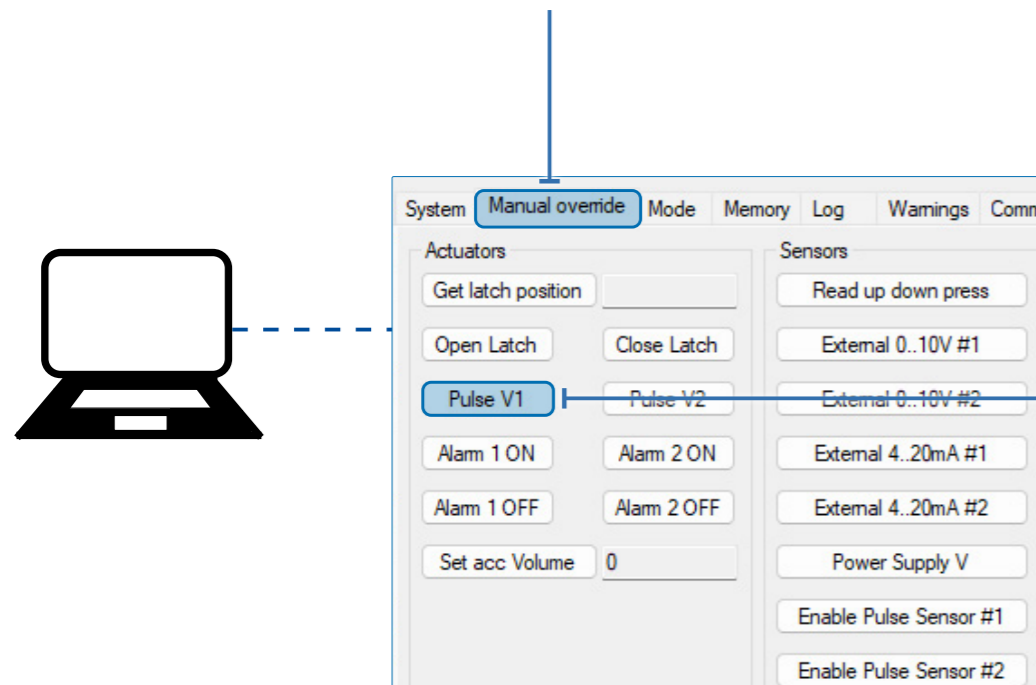 System Manual override Mode Memory Log Warnings Comm
Actuators
Get latch position
Open Latch Close Latch
Pulse V1 Pulse V2
Alarm 1 ON Alarm 2 ON
Alarm 1 OFF Alarm 2 OFF
Set acc Volume 0
Sensors
Read up down press
External 0..10V #1
External 0..10V #2
External 4..20mA #1
External 4..20mA #2
Power Supply V
Enable Pulse Sensor #1
Enable Pulse Sensor #2